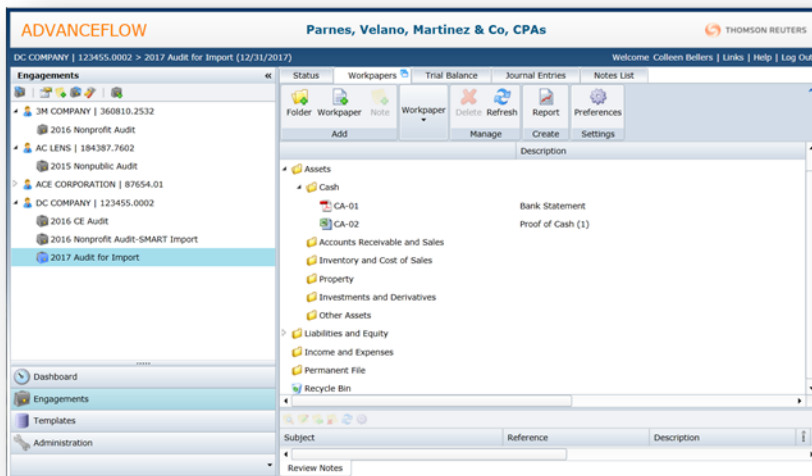 ADVANCEFLOW
Parnes, Velano, Martinez & Co, CPAs
THOMSON REUTERS
DC COMPANY | 123455.0002 > 2017 Audit for Import (12/31/2017)
Welcome Colleen Bellers | Links | Help | Log Out
Engagements
Status Workpapers Trial Balance Journal Entries Notes List
Folder Workpaper Note Workpaper Delete Refresh Report Preferences
Add Manage Create Settings
3M COMPANY | 360810.2532
2016 Nonprofit Audit
AC LENS | 184387.7602
2015 Nonpublic Audit
ACE CORPORATION | 87654.01
DC COMPANY | 123455.0002
2016 CE Audit
2016 Nonprofit Audit-SMART Import
2017 Audit for Import
Dashboard
Engagements
Templates
Administration
Description
Assets
Cash
CA-01 Bank Statement
CA-02 Proof of Cash (1)
Accounts Receivable and Sales
Inventory and Cost of Sales
Property
Investments and Derivatives
Other Assets
Liabilities and Equity
Income and Expenses
Permanent File
Recycle Bin
Subject Reference Description
Review Notes